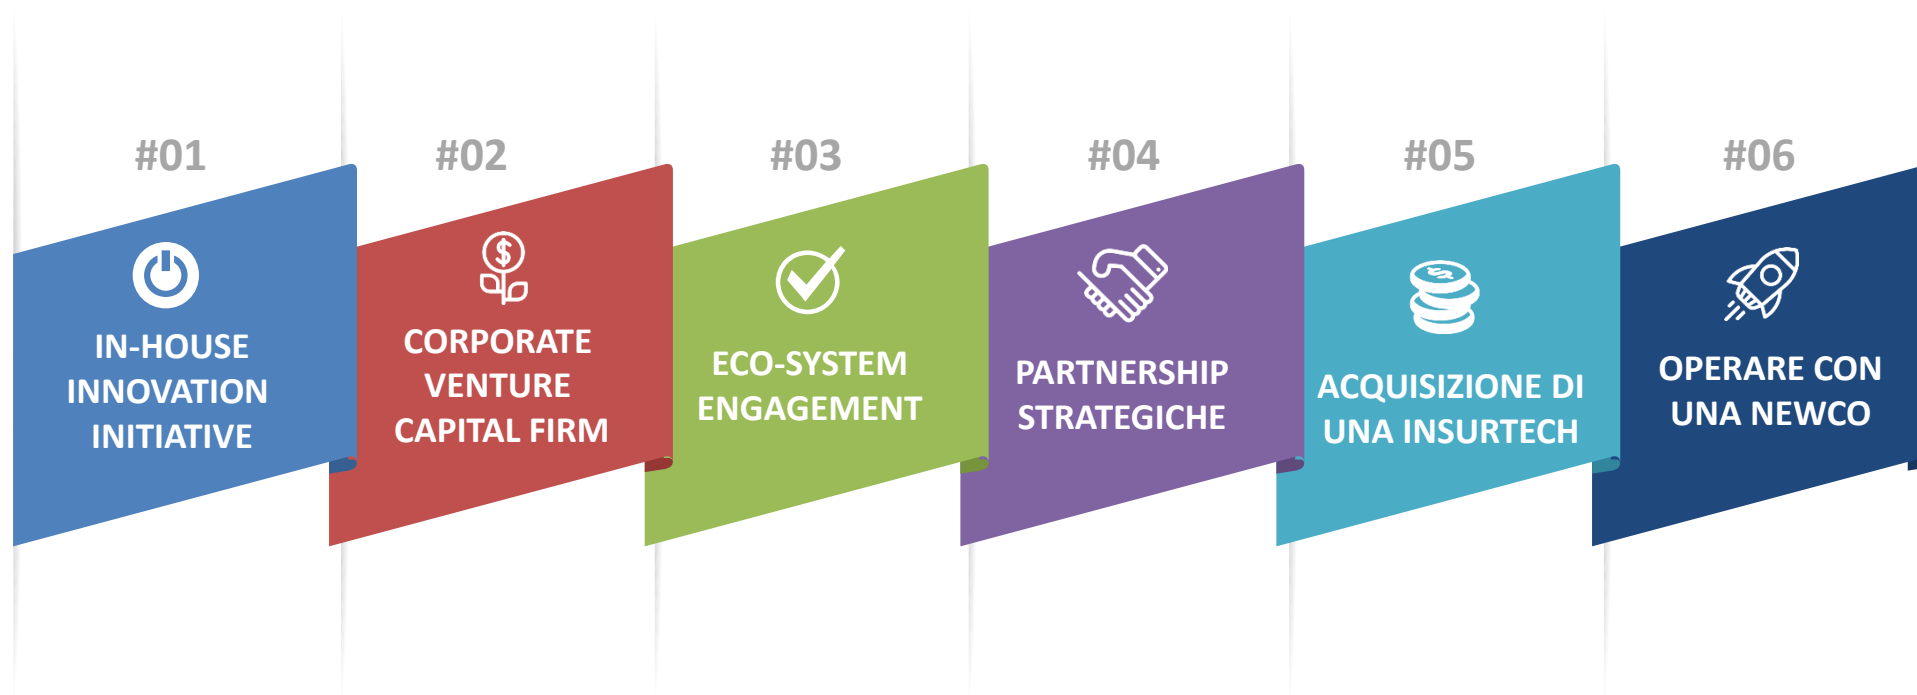 #01
IN-HOUSE
INNOVATION
INITIATIVE
#02
$
CORPORATE
VENTURE
CAPITAL FIRM
#03
ECO-SYSTEM
ENGAGEMENT
#04
PARTNERSHIP
STRATEGICHE
#05
$
ACQUISIZIONE DI
UNA INSURTECH
#06
OPERARE CON
UNA NEWCO